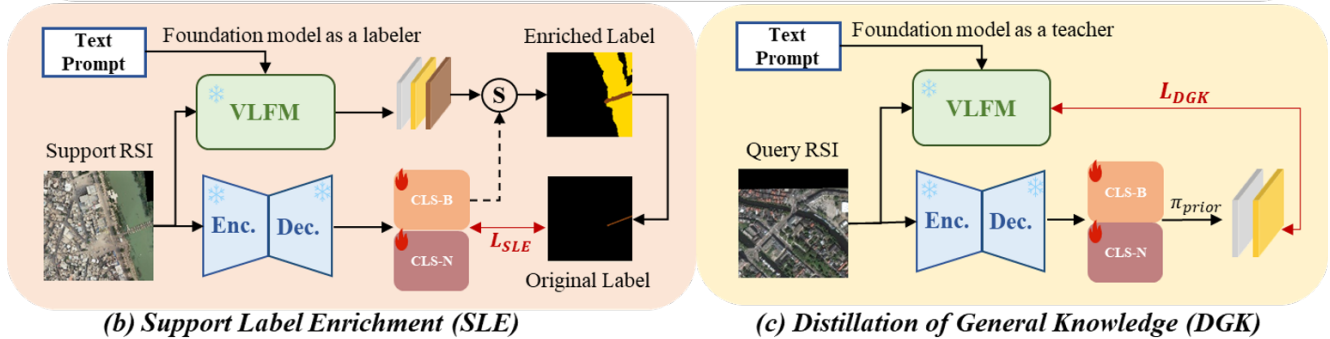 Text
Prompt
Foundation model as a labeler
Enriched Label
VLFM
S
Support RSI
Enc.
Dec.
CLS-B
CLS-N
L_SLE
Original Label
(b) Support Label Enrichment (SLE)
Text
Prompt
Foundation model as a teacher
VLFM
L_DGK
Query RSI
Enc.
Dec.
CLS-B
CLS-N
π_prior
(c) Distillation of General Knowledge (DGK)